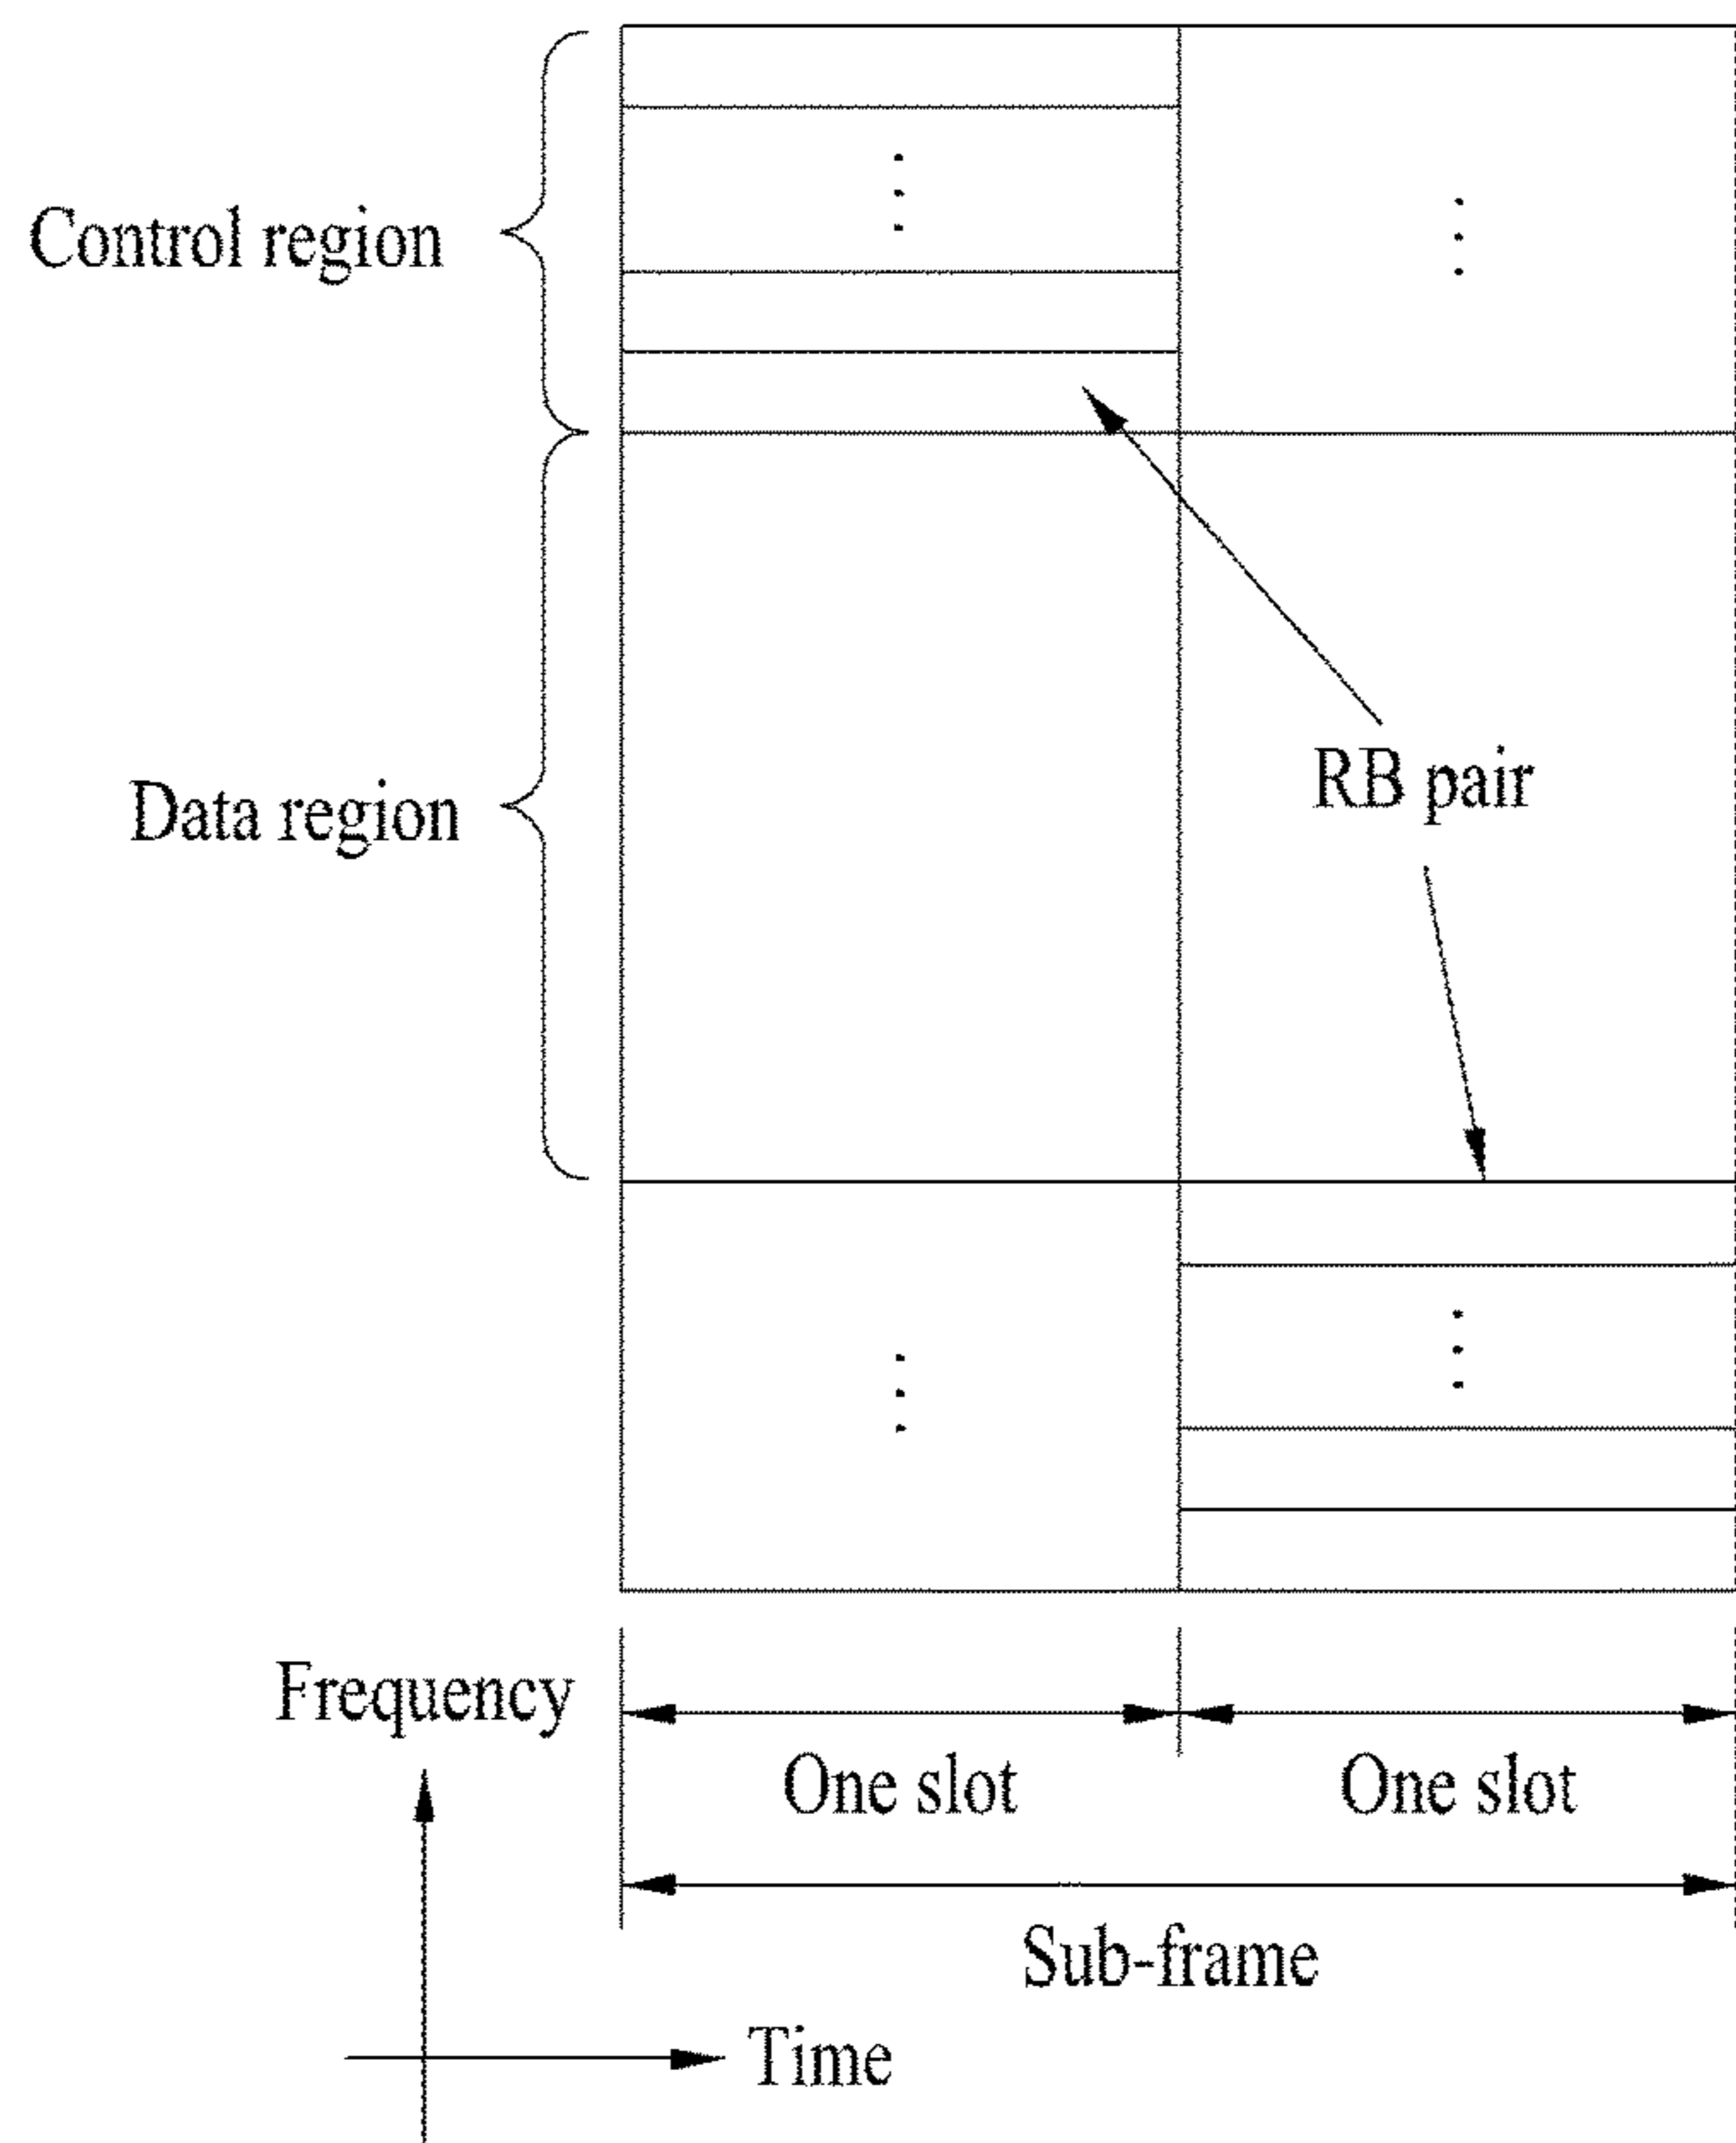 Control region
Data region
RB pair
Frequency
One slot
One slot
Sub-frame
Time